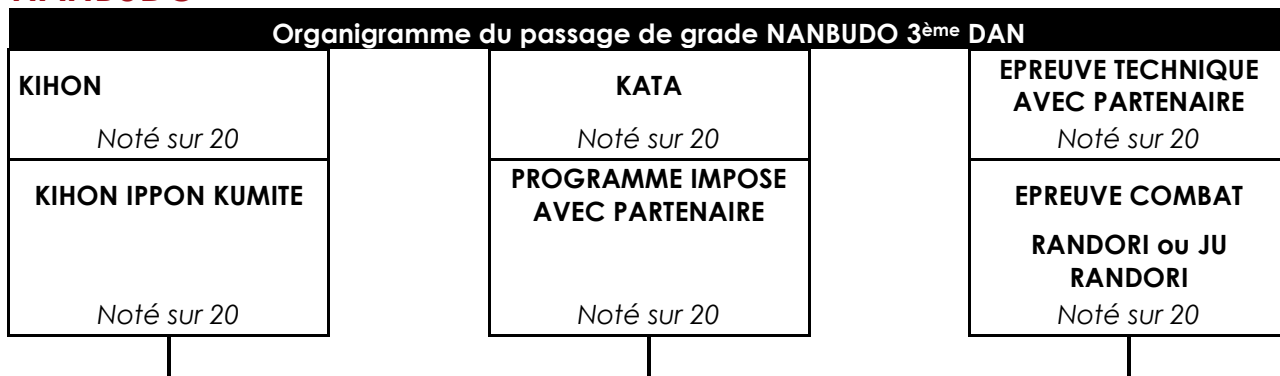 Organigramme du passage de grade NANBUDO 3ème DAN
KIHON
Noté sur 20
KIHON IPPON KUMITE
Noté sur 20
KATA
Noté sur 20
PROGRAMME IMPOSE
AVEC PARTENAIRE
Noté sur 20
EPREUVE TECHNIQUE
AVEC PARTENAIRE
Noté sur 20
EPREUVE COMBAT
RANDORI ou JU
RANDORI
Noté sur 20